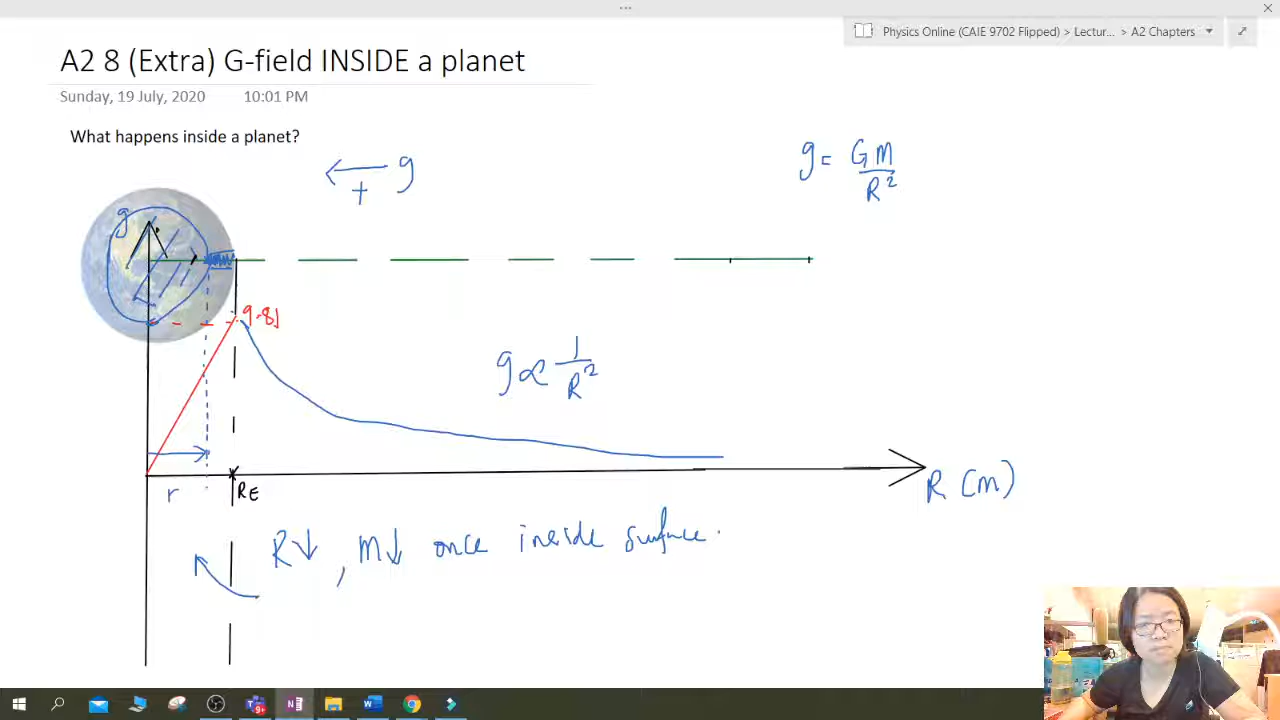 Physics Online (CAIE 9702 Flipped) > Lectur... > A2 Chapters
A2 8 (Extra) G-field INSIDE a planet
Sunday, 19 July, 2020 10:01 PM
What happens inside a planet?
g = GM/R²
+ g
g
9.81
g ∝ 1/R²
r
RE
R (m)
R↓, M↓ once inside surface.